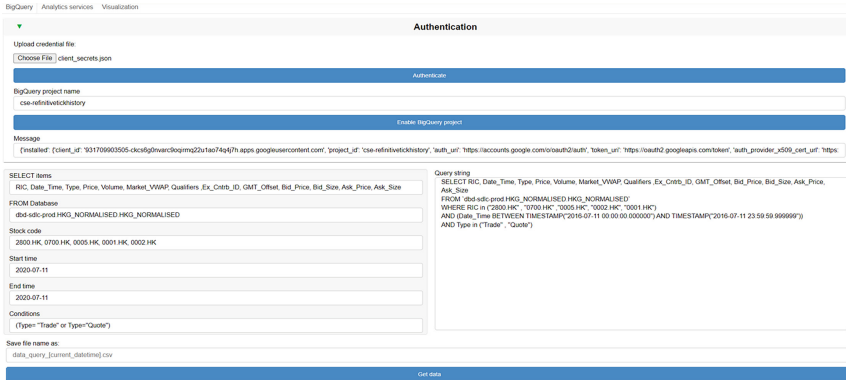 BigQuery Analytics services Visualization
▼ Authentication
Upload credential file:
Choose File client_secrets.json
Authenticate
BigQuery project name
cse-refinitivetickhistory
Enable BigQuery project
Message
{'installed': {'client_id': '931709903505-ckcs6g0nvarc9oqirmq22u1ao74q4j7h.apps.googleusercontent.com', 'project_id': 'cse-refinitivetickhistory', 'auth_uri': 'https://accounts.google.com/o/oauth2/auth', 'token_uri': 'https://oauth2.googleapis.com/token', 'auth_provider_x509_cert_url': 'https:
SELECT items
RIC, Date_Time, Type, Price, Volume, Market_VWAP, Qualifiers ,Ex_Cntrb_ID, GMT_Offset, Bid_Price, Bid_Size, Ask_Price, Ask_Size
FROM Database
dbd-sdlc-prod.HKG_NORMALISED.HKG_NORMALISED
Stock code
2800.HK, 0700.HK, 0005.HK, 0001.HK, 0002.HK
Start time
2020-07-11
End time
2020-07-11
Conditions
(Type= "Trade" or Type="Quote")
Query string
SELECT RIC, Date_Time, Type, Price, Volume, Market_VWAP, Qualifiers ,Ex_Cntrb_ID, GMT_Offset, Bid_Price, Bid_Size, Ask_Price,
Ask_Size
FROM `dbd-sdlc-prod.HKG_NORMALISED.HKG_NORMALISED`
WHERE RIC in ("2800.HK" , "0700.HK" ,"0005.HK", "0002.HK", "0001.HK")
AND (Date_Time BETWEEN TIMESTAMP("2016-07-11 00:00:00.000000") AND TIMESTAMP("2016-07-11 23:59:59.999999"))
AND Type in ("Trade" , "Quote")
Save file name as:
data_query_[current_datetime].csv
Get data